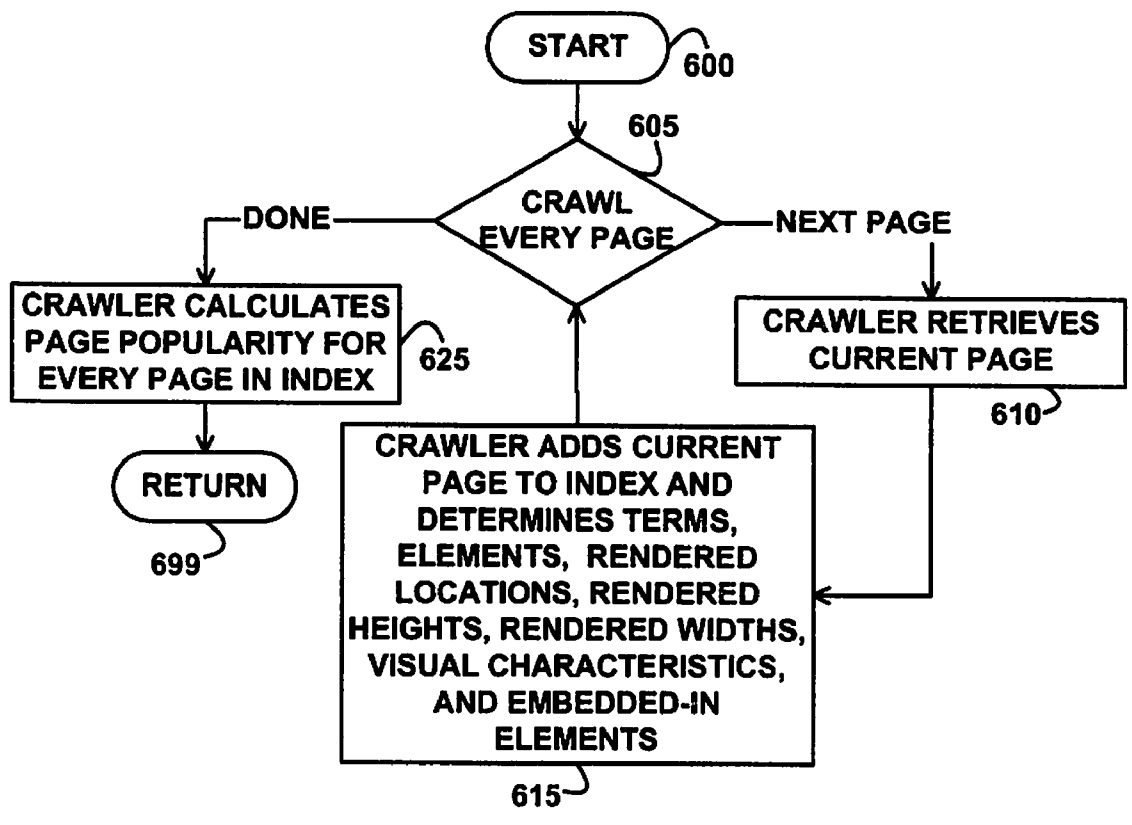 START
600
605
CRAWL
EVERY PAGE
DONE
NEXT PAGE
CRAWLER CALCULATES
PAGE POPULARITY FOR
EVERY PAGE IN INDEX
625
CRAWLER RETRIEVES
CURRENT PAGE
610
RETURN
699
CRAWLER ADDS CURRENT
PAGE TO INDEX AND
DETERMINES TERMS,
ELEMENTS, RENDERED
LOCATIONS, RENDERED
HEIGHTS, RENDERED WIDTHS,
VISUAL CHARACTERISTICS,
AND EMBEDDED-IN
ELEMENTS
615